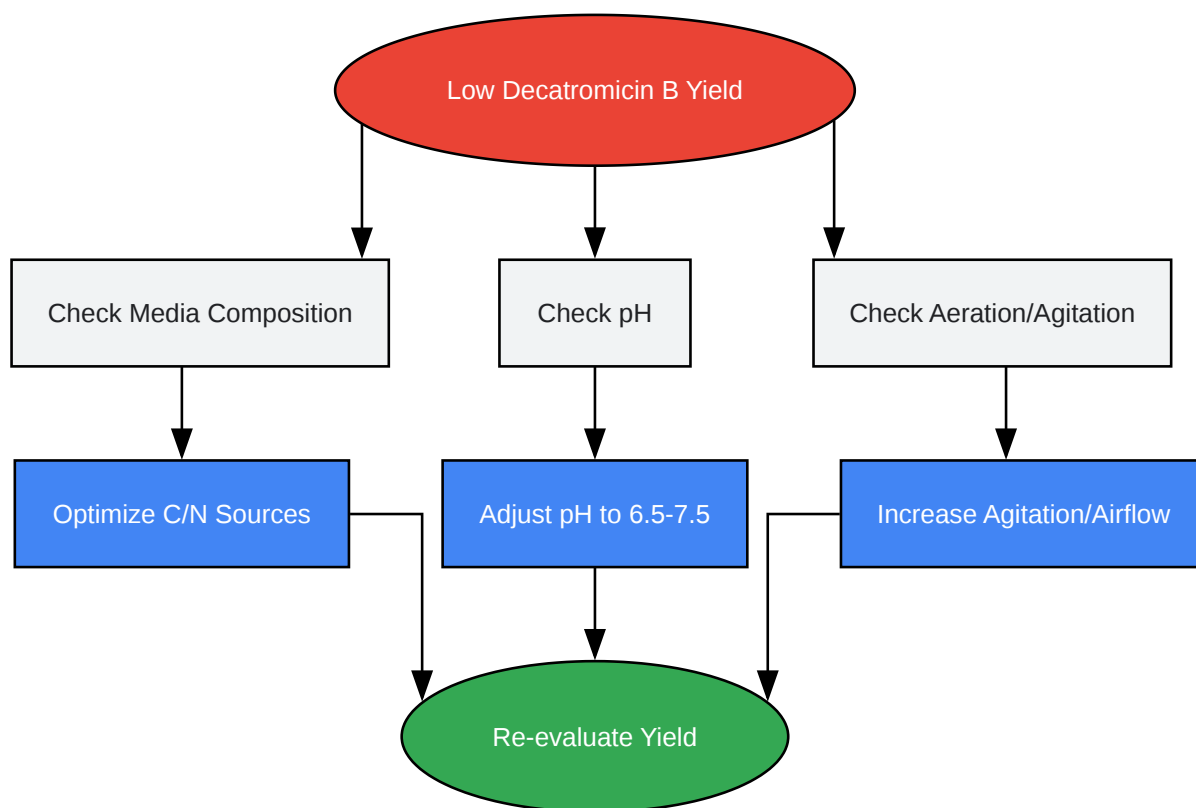 Low Decatromicin B Yield
Check Media Composition
Check pH
Check Aeration/Agitation
Optimize C/N Sources
Adjust pH to 6.5-7.5
Increase Agitation/Airflow
Re-evaluate Yield